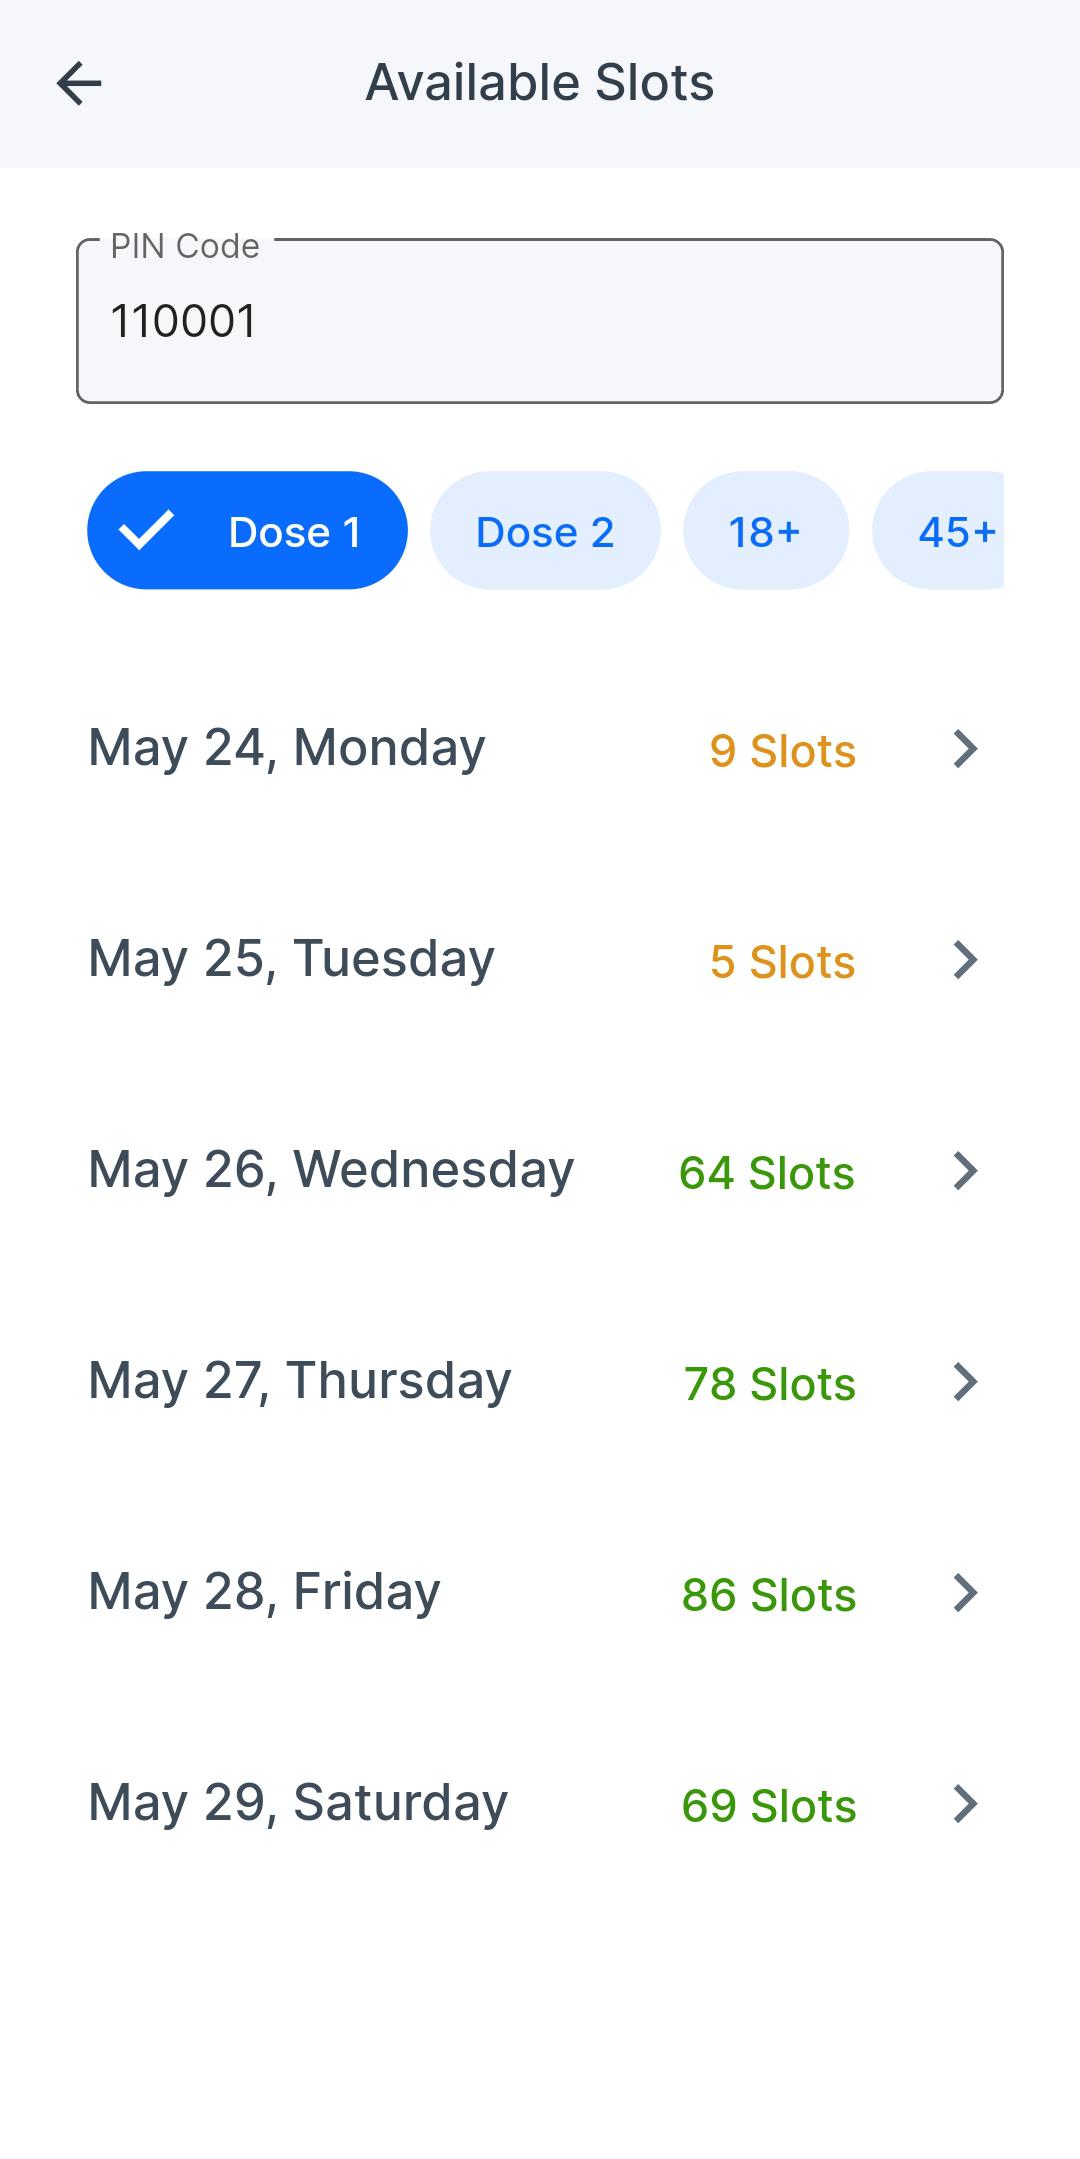 Available Slots
PIN Code
110001
Dose 1 Dose 2 18+ 45+
May 24, Monday 9 Slots
May 25, Tuesday 5 Slots
May 26, Wednesday 64 Slots
May 27, Thursday 78 Slots
May 28, Friday 86 Slots
May 29, Saturday 69 Slots